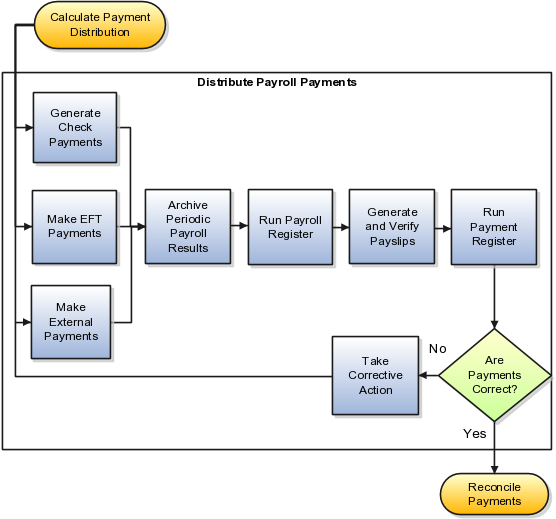 Calculate Payment
Distribution
Distribute Payroll Payments
Generate
Check
Payments
Make EFT
Payments
Make
External
Payments
Archive
Periodic
Payroll
Results
Run Payroll
Register
Generate
and Verify
Payslips
Run
Payment
Register
Are
Payments
Correct?
No
Take
Corrective
Action
Yes
Reconcile
Payments